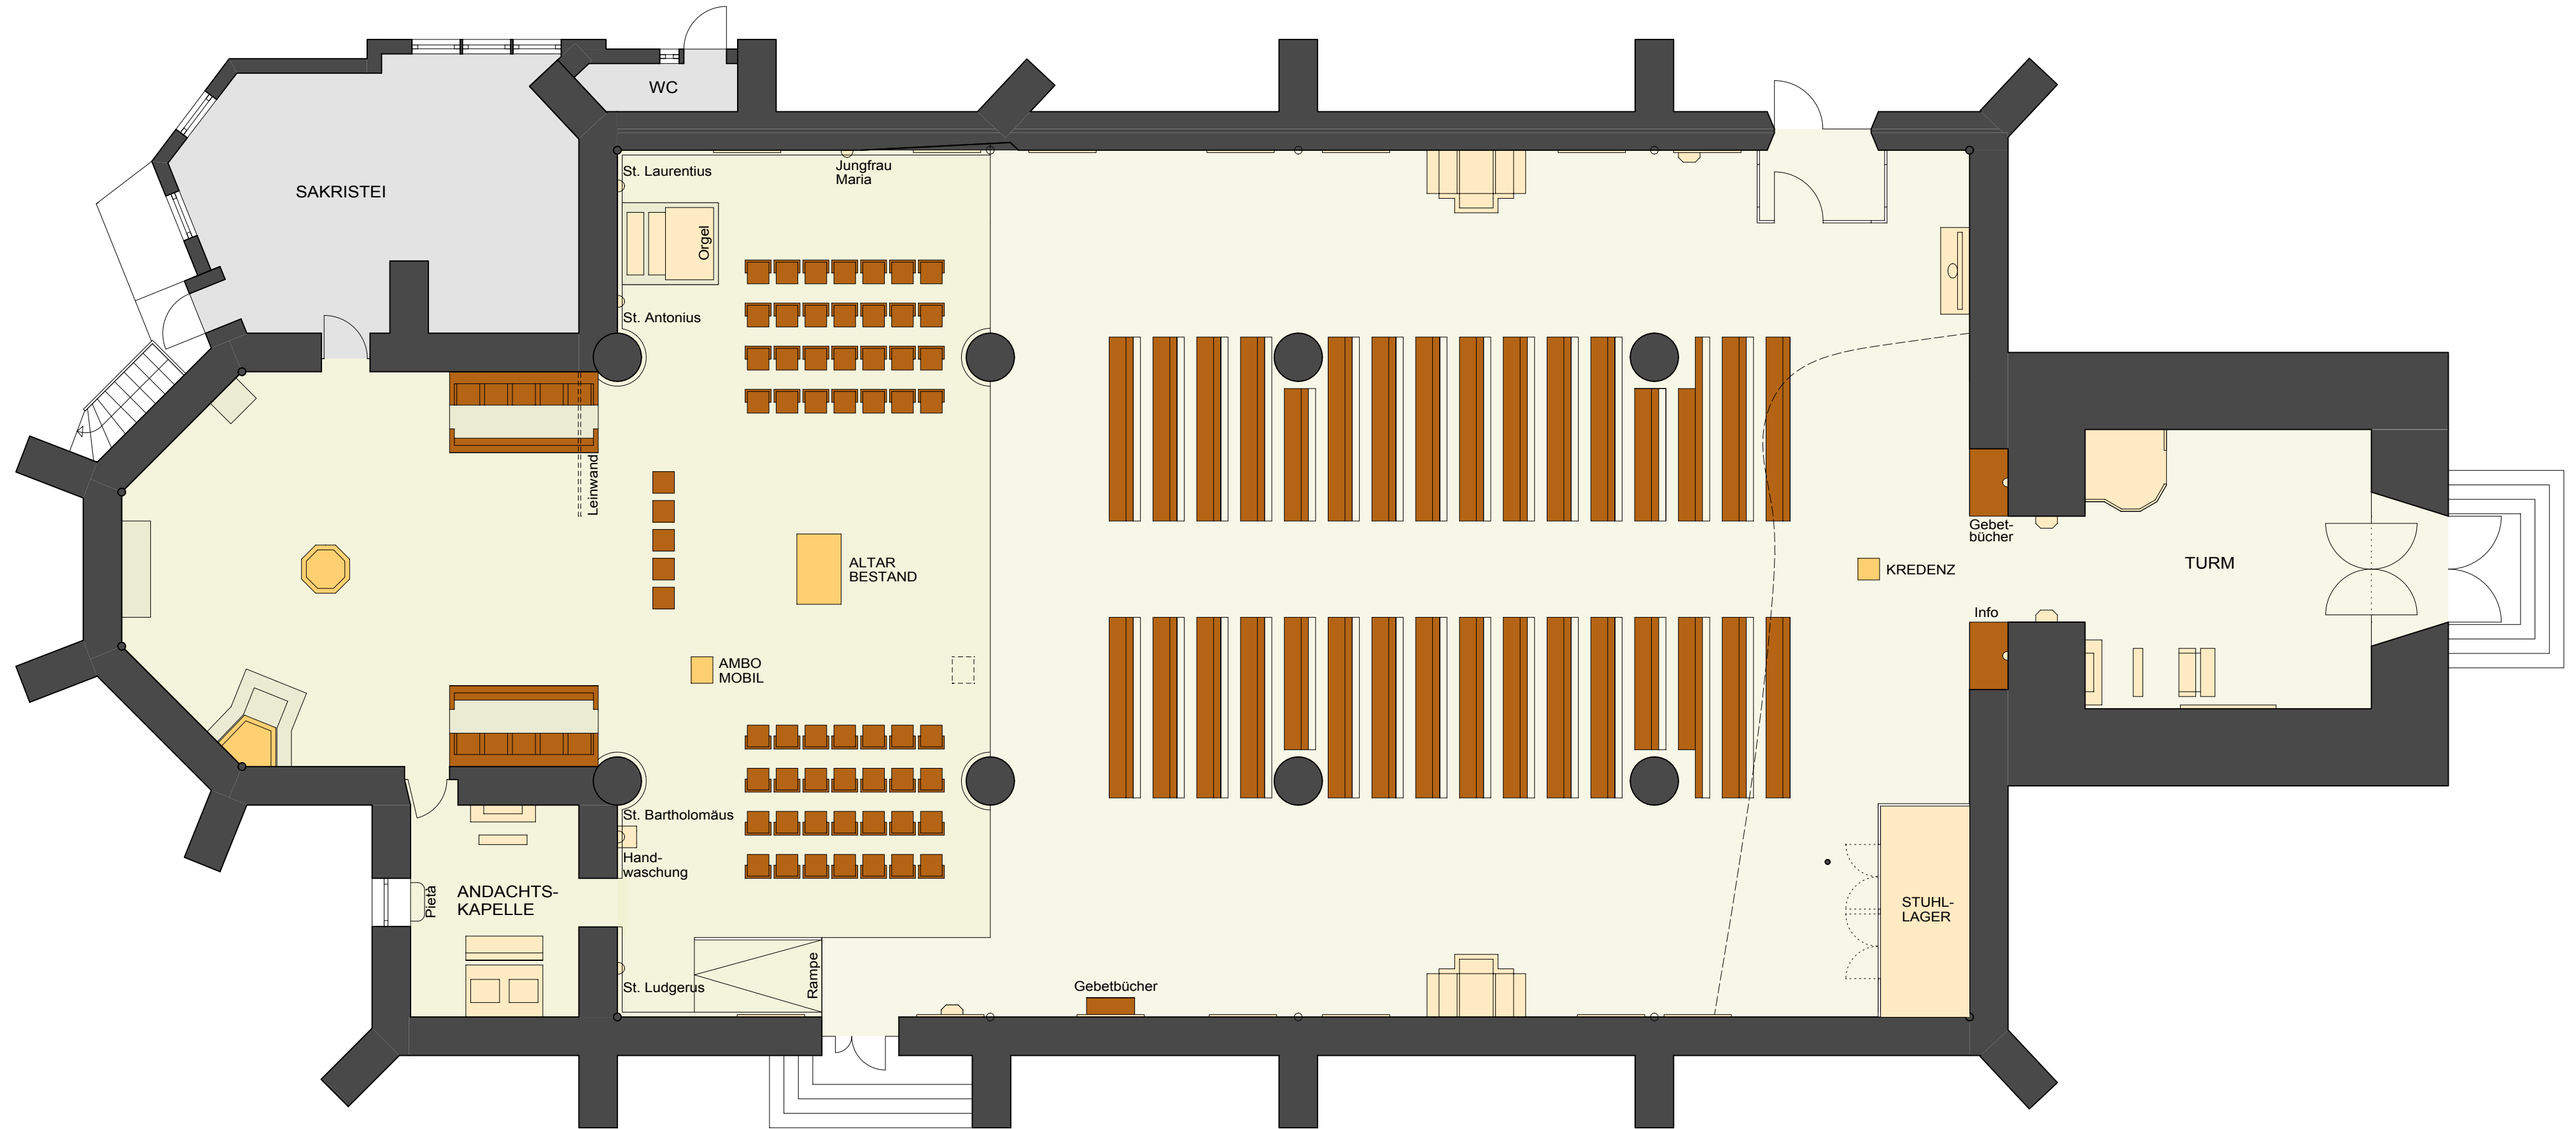 WC
SAKRISTEI
St. Laurentius
Jungfrau
Maria
Orgel
St. Antonius
Leinwand
ALTAR
BESTAND
AMBO
MOBIL
Gebet-
bücher
KREDENZ
TURM
Info
St. Bartholomäus
Hand-
waschung
Pietà
ANDACHTS-
KAPELLE
STUHL-
LAGER
St. Ludgerus
Rampe
Gebetbücher